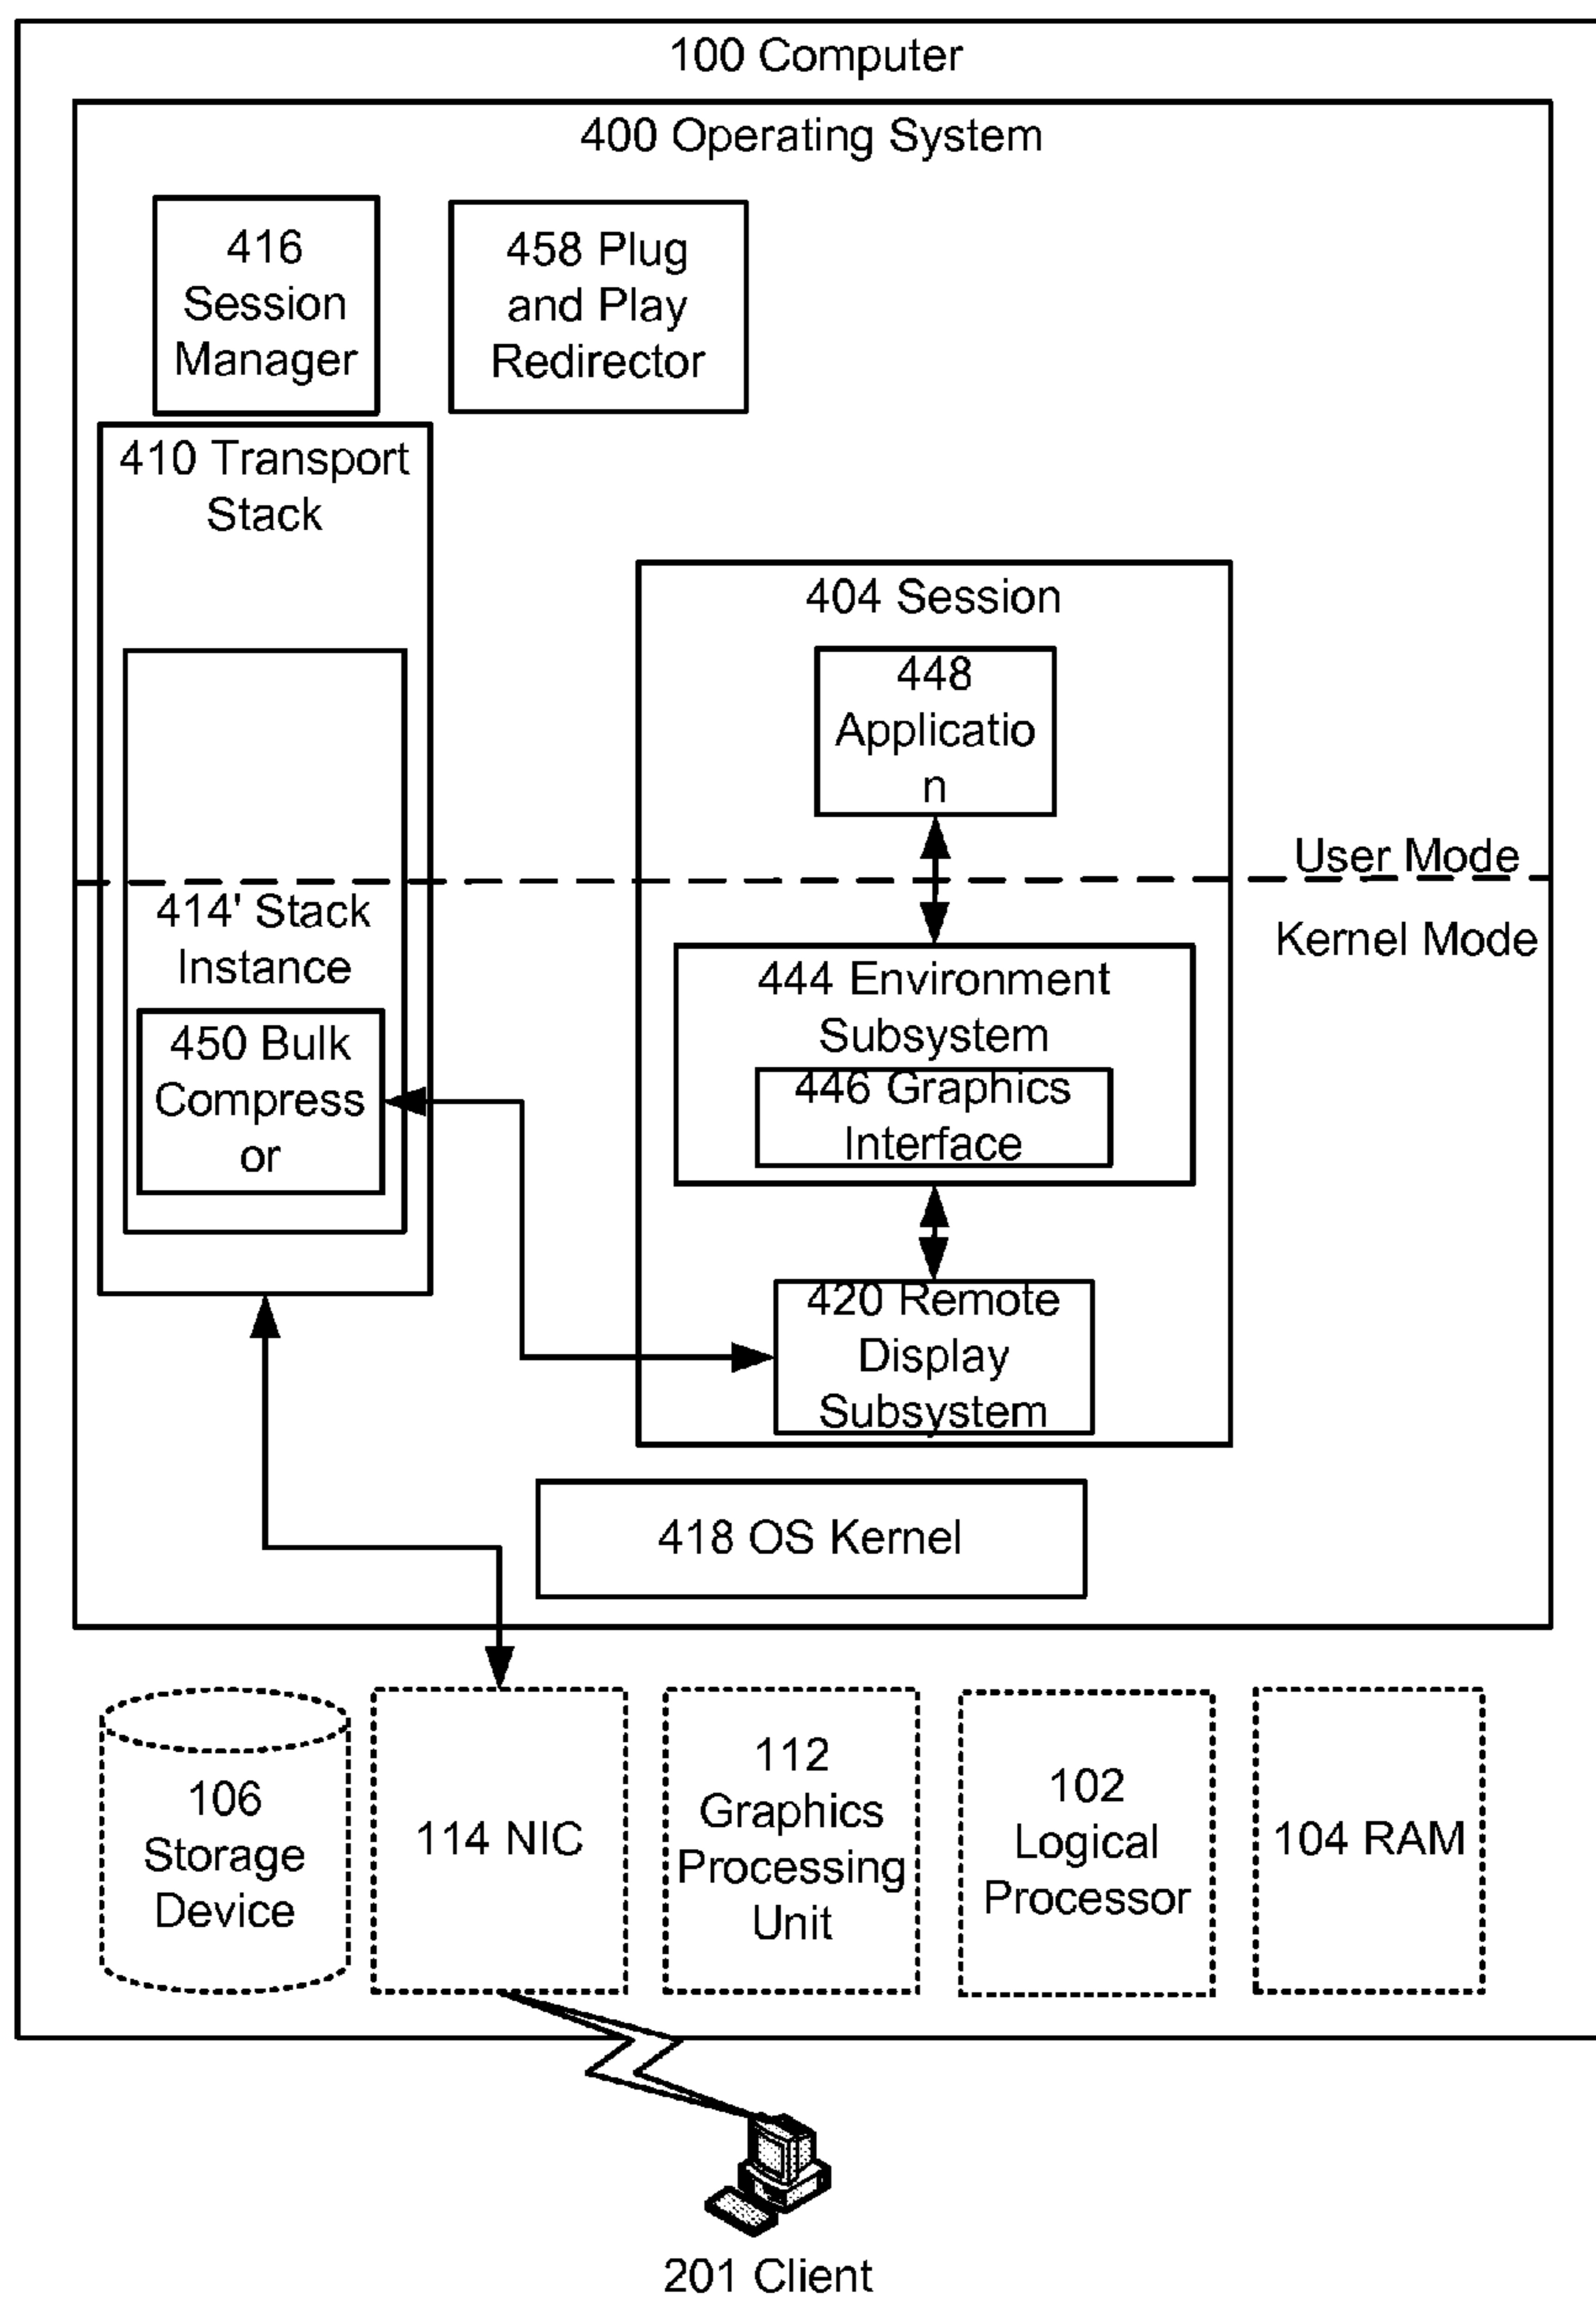 100 Computer
400 Operating System
416
Session
Manager
458 Plug
and Play
Redirector
410 Transport
Stack
404 Session
448
Applicatio
n
User Mode
Kernel Mode
414' Stack
Instance
450 Bulk
Compress
or
444 Environment
Subsystem
446 Graphics
Interface
420 Remote
Display
Subsystem
418 OS Kernel
106
Storage
Device
114 NIC
112
Graphics
Processing
Unit
102
Logical
Processor
104 RAM
201 Client